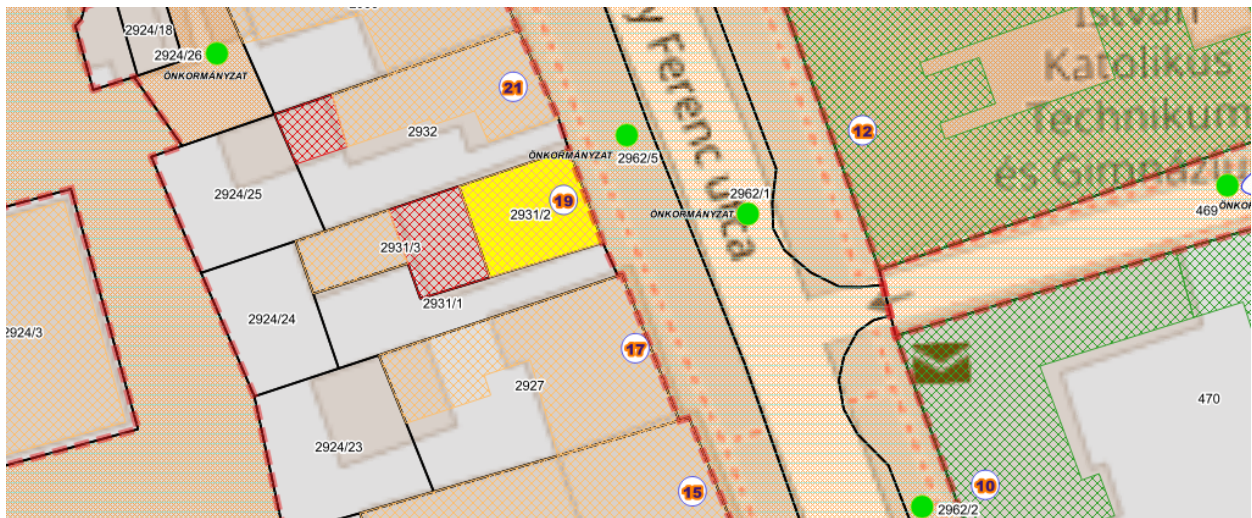 2924/18
2924/26
ÖNKORMÁNYZAT
21
2932
12
István
Katolikus
Technikum
és Gimnáziu
y Ferenc utca
ÖNKORMÁNYZAT
2962/5
2924/25
19
2931/2
2962/1
ÖNKORMÁNYZAT
469
ÖNKO
2931/3
2931/1
2924/24
2924/3
17
2927
470
2924/23
15
10
2962/2